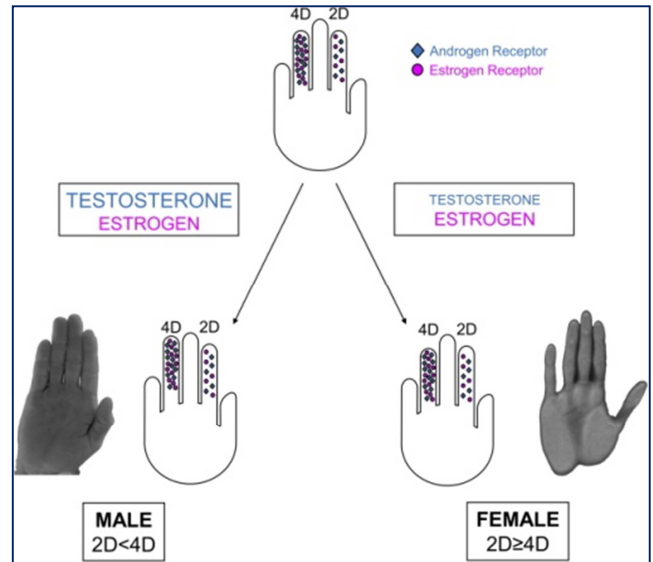 4D 2D
Androgen Receptor
Estrogen Receptor
TESTOSTERONE
ESTROGEN
TESTOSTERONE
ESTROGEN
4D 2D
4D 2D
MALE
2D<4D
FEMALE
2D≥4D